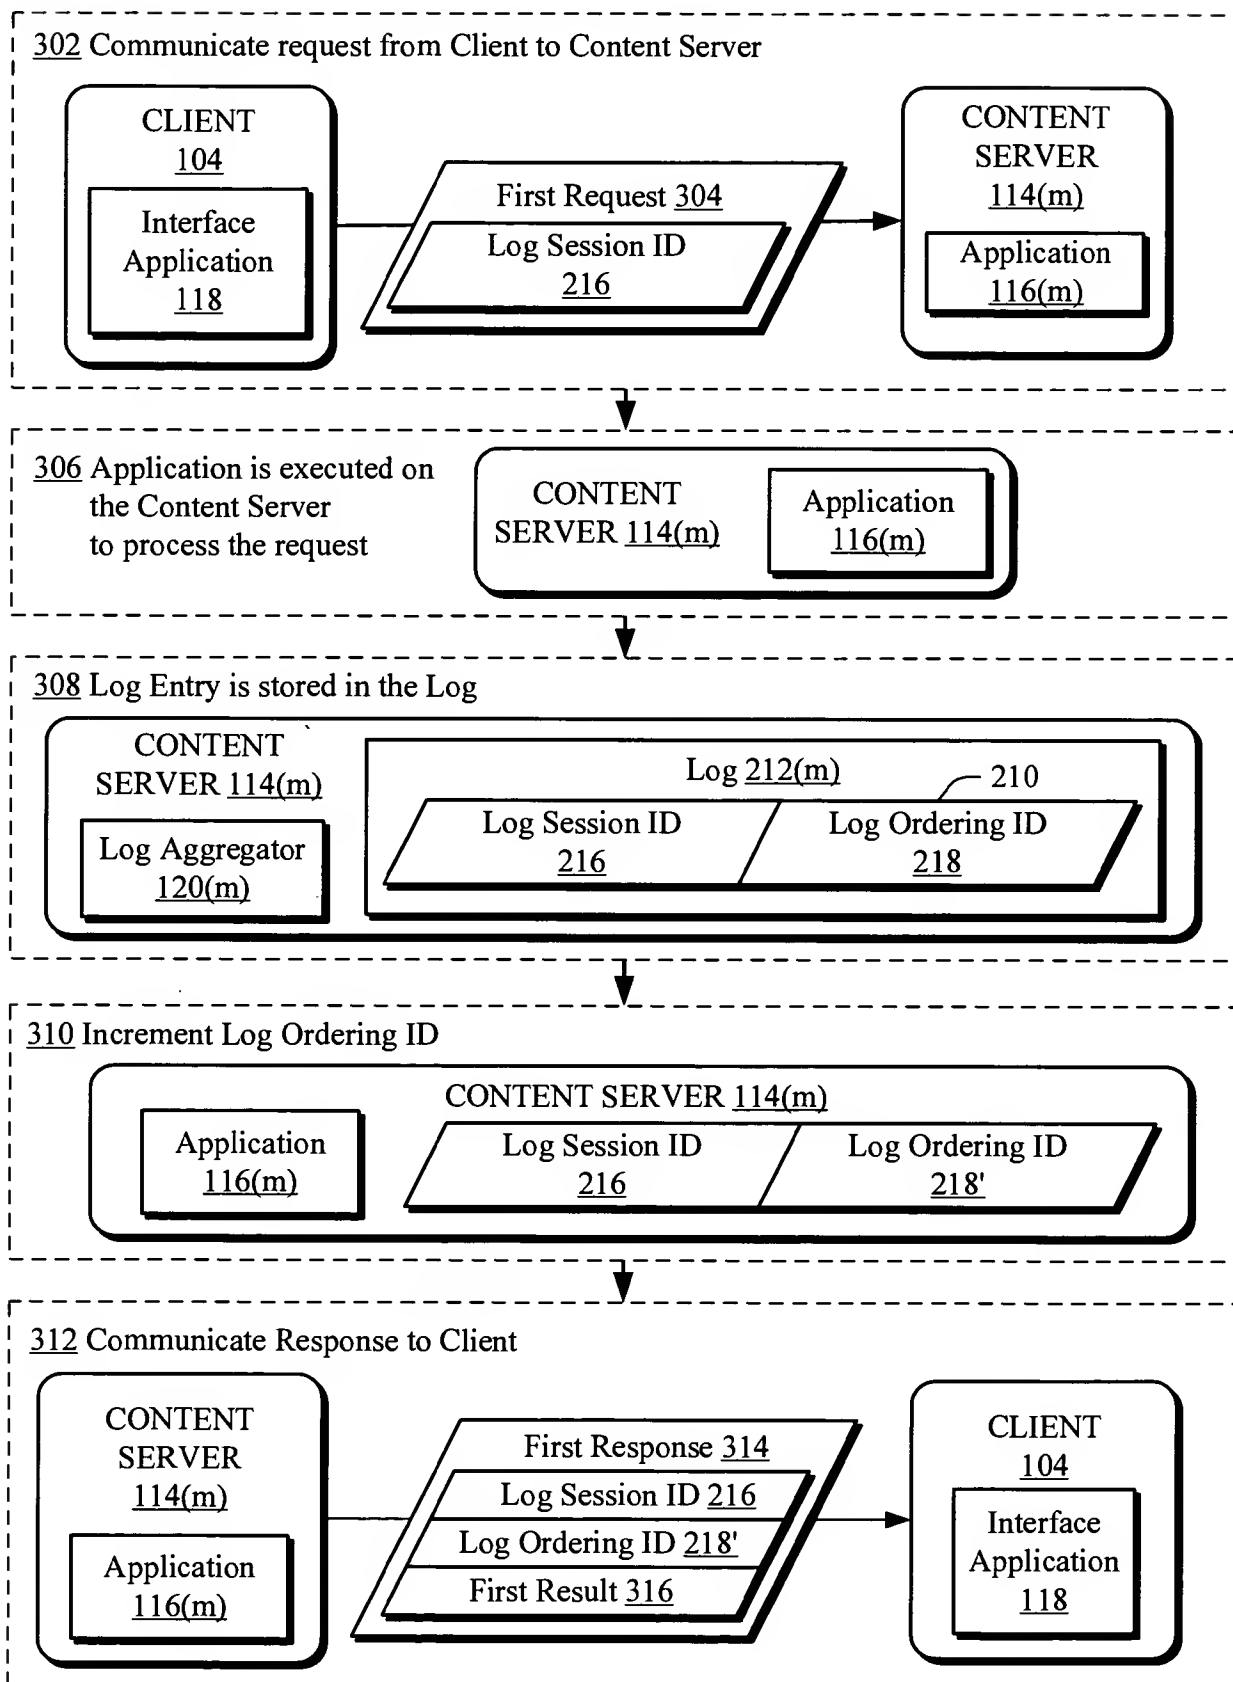 302 Communicate request from Client to Content Server
CLIENT
104
Interface
Application
118
First Request 304
Log Session ID
216
CONTENT
SERVER
114(m)
Application
116(m)
306 Application is executed on
the Content Server
to process the request
CONTENT
SERVER 114(m)
Application
116(m)
308 Log Entry is stored in the Log
CONTENT
SERVER 114(m)
Log Aggregator
120(m)
Log 212(m)
210
Log Session ID
216
Log Ordering ID
218
310 Increment Log Ordering ID
CONTENT SERVER 114(m)
Application
116(m)
Log Session ID
216
Log Ordering ID
218'
312 Communicate Response to Client
CONTENT
SERVER
114(m)
Application
116(m)
First Response 314
Log Session ID 216
Log Ordering ID 218'
First Result 316
CLIENT
104
Interface
Application
118